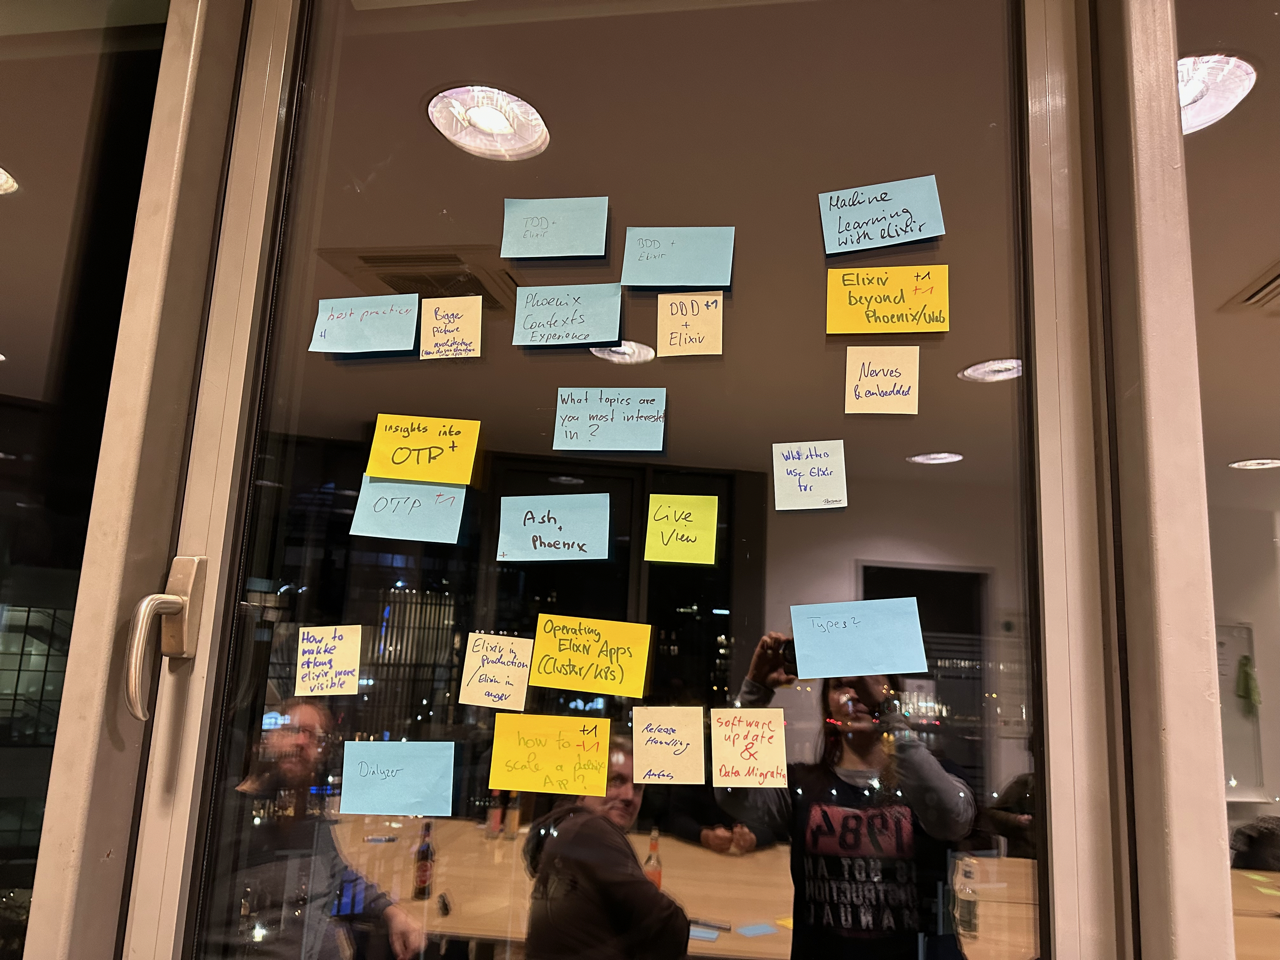 TDD +
Elixir
BDD +
Elixir
Machine
Learning
with elixir
best practices
+1
Bigger
picture
architecture
Phoenix
Contexts
Experience
DDD +1
+
Elixir
Elixir +1
beyond +1
Phoenix/Web
Nerves
& embedded
What topics are
you most interested
in ?
insights into
OTP +
OTP +1
Ash +
Phoenix
+
Live
View
What others
use Elixir
for
How to
make
erlang
elixir more
visible
Elixir in
Production
/ Elixir in
anger
Operating
Elixir Apps
(Cluster/k8s)
Types?
Dialyzer
+1
how to +1
scale a phoenix
App ?
Release
Handling
software
update
&
Data Migration
1984
IS NOT AN
INSTRUCTION
MANUAL